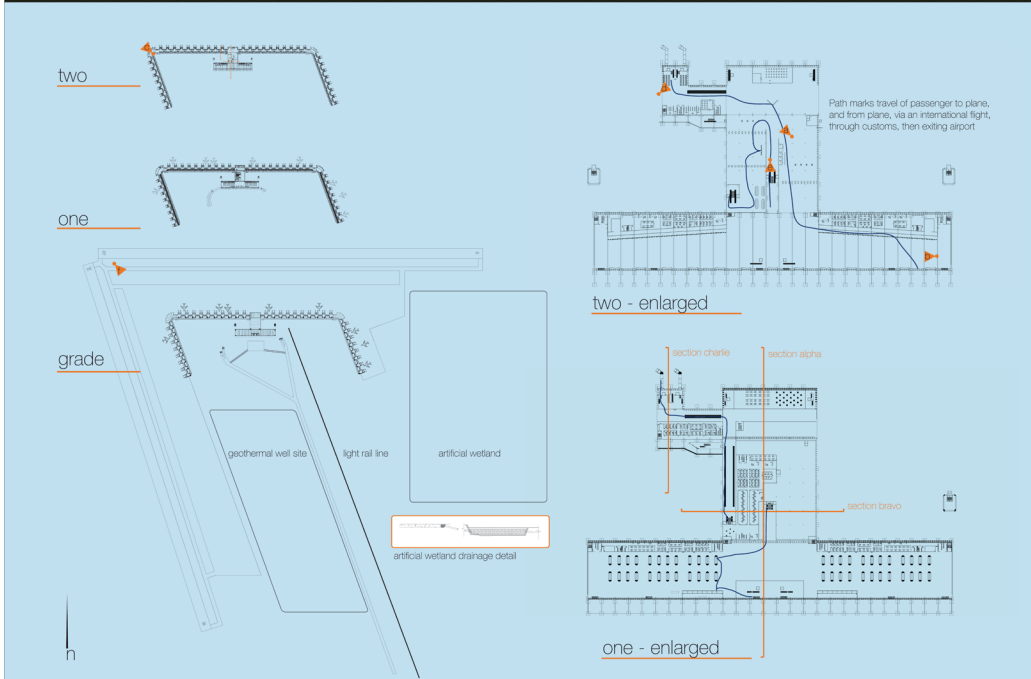 two
one
grade
geothermal well site
light rail line
artificial wetland
artificial wetland drainage detail
n
Path marks travel of passenger to plane,
and from plane, via an international flight,
through customs, then exiting airport
two - enlarged
section charlie
section alpha
section bravo
one - enlarged